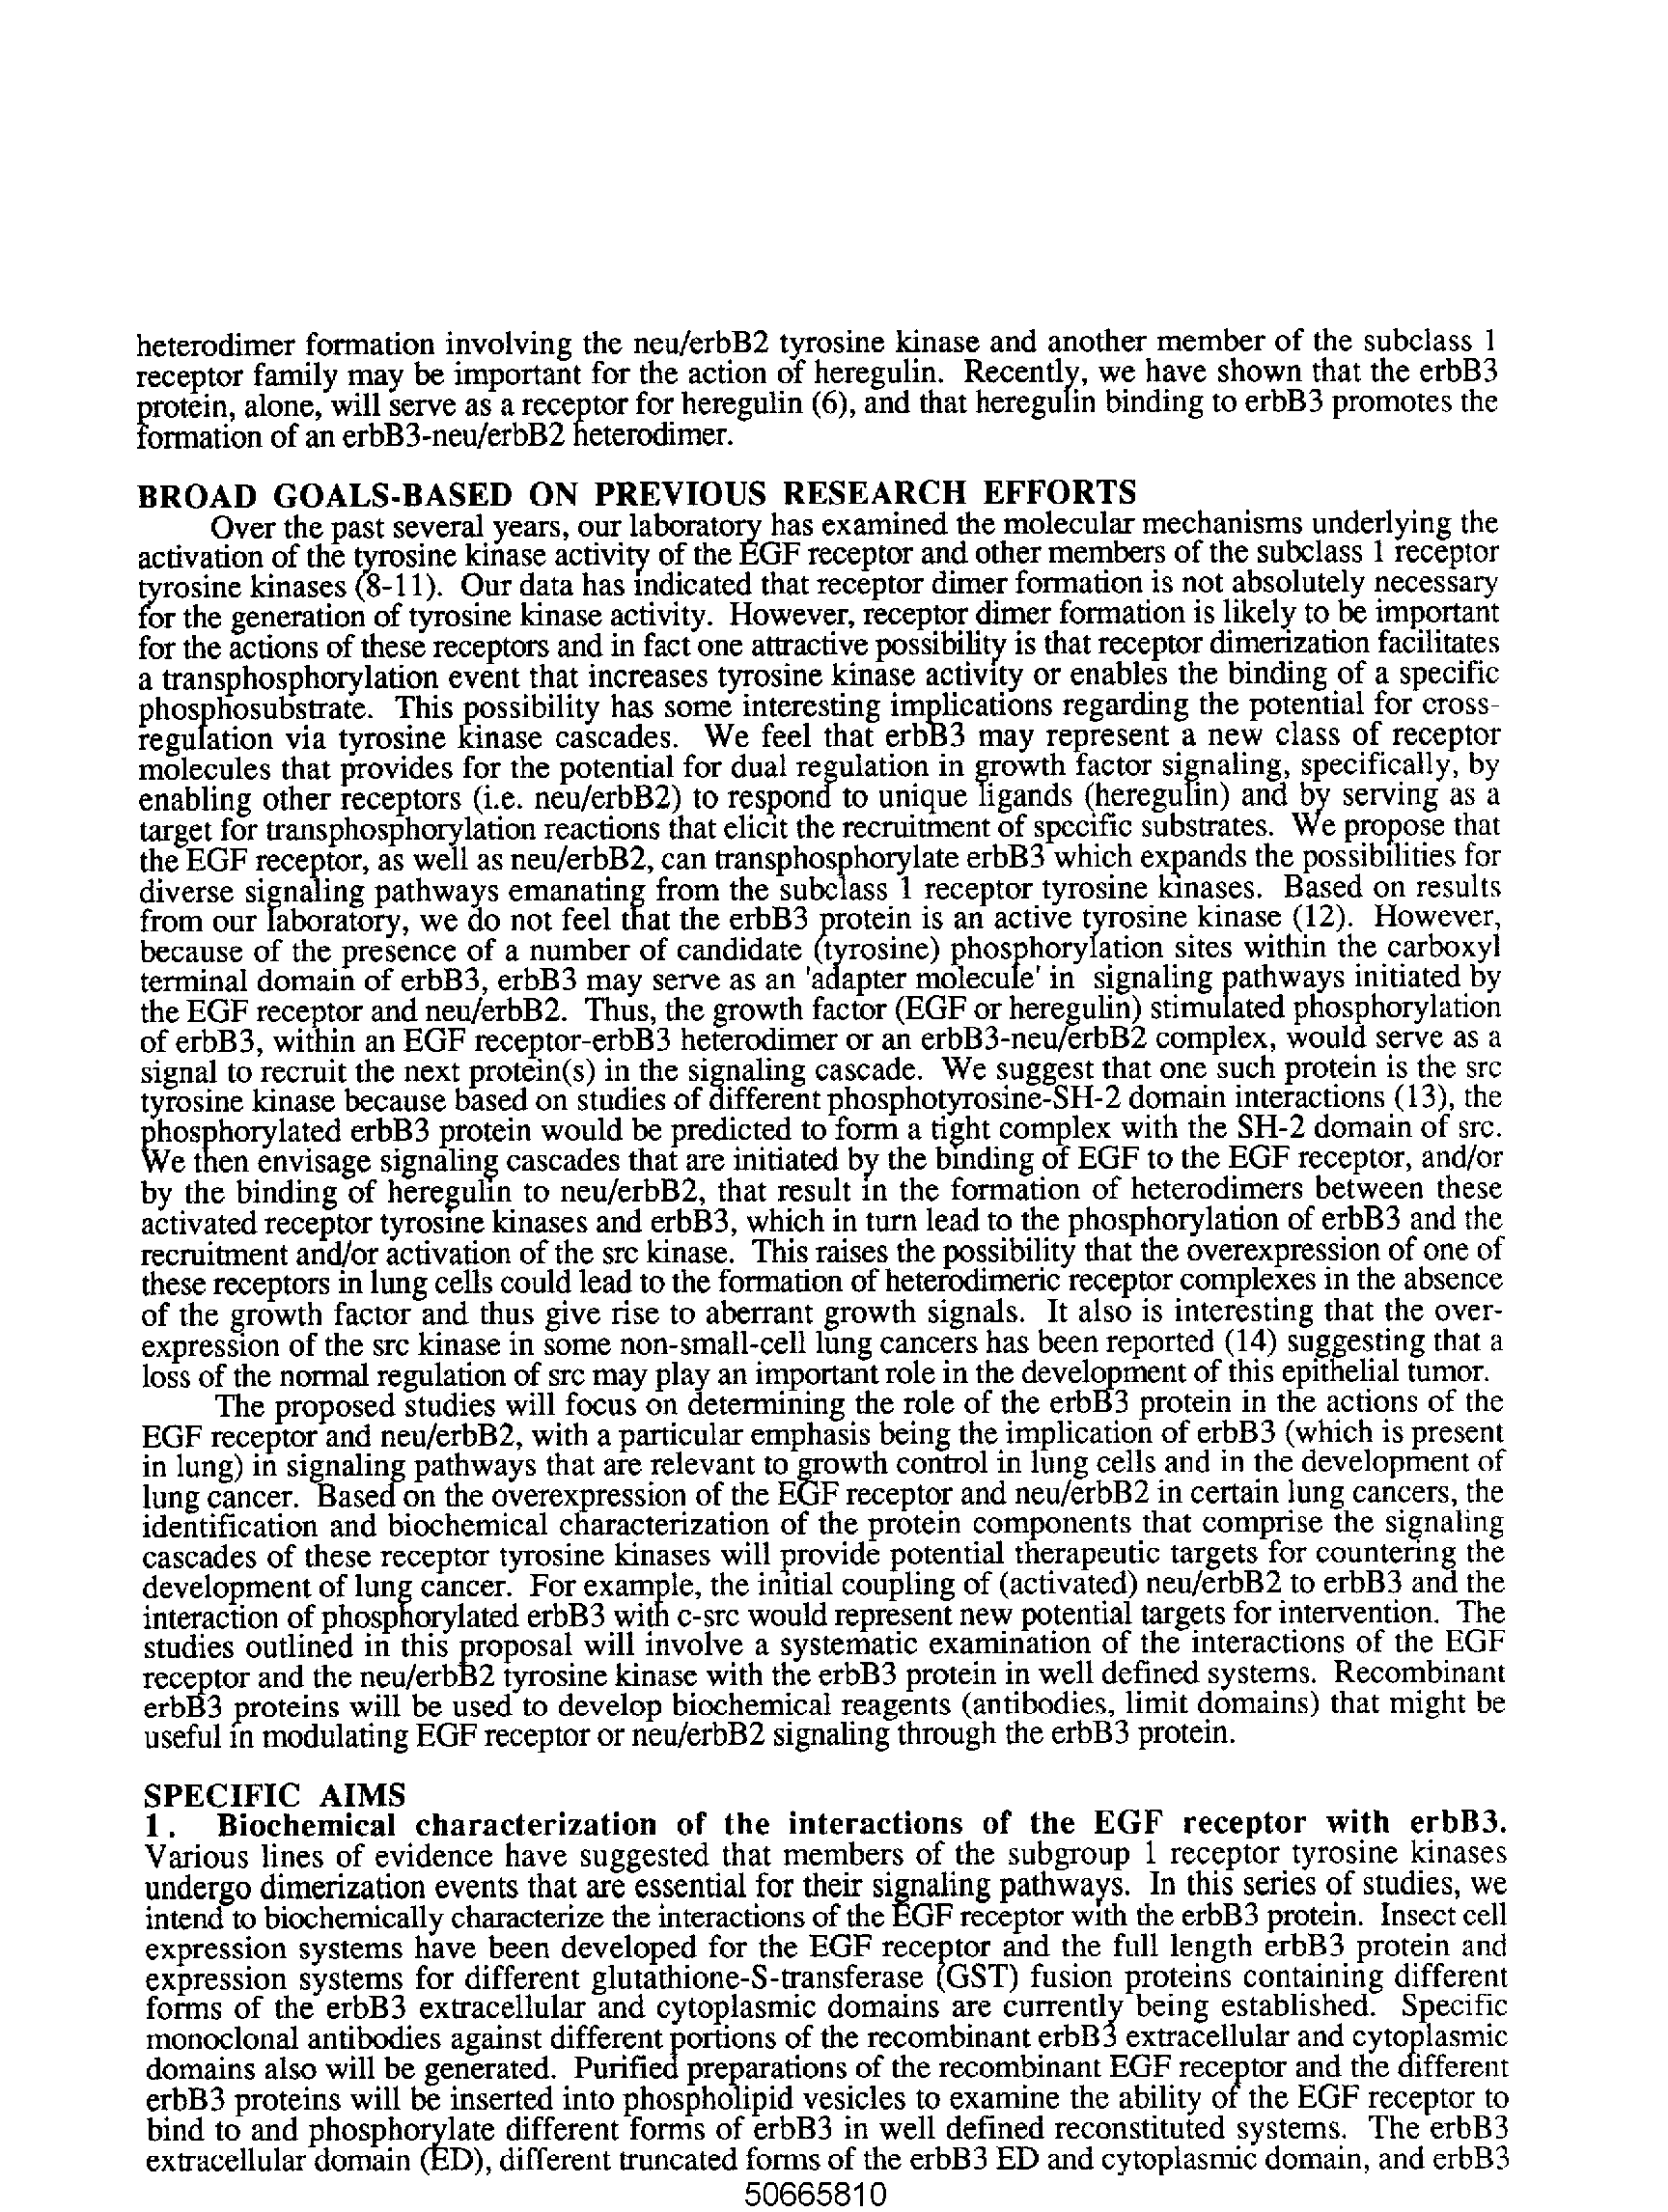 heterodimer formation involving the neu/erbB2 tyrosine kinase and another member of the subclass 1
receptor family may be important for the action of heregulin. Recently, we have shown that the erbB3
protein, alone, will serve as a receptor for heregulin (6), and that heregulin binding to erbB3 promotes the
formation of an erbB3-neu/erbB2 heterodimer.
BROAD GOALS-BASED ON PREVIOUS RESEARCH EFFORTS
Over the past several years, our laboratory has examined the molecular mechanisms underlying the
activation of the tyrosine kinase activity of the EGF receptor and other members of the subclass 1 receptor
tyrosine kinases (8-11). Our data has indicated that receptor dimer formation is not absolutely necessary
for the generation of tyrosine kinase activity. However, receptor dimer formation is likely to be important
for the actions of these receptors and in fact one attractive possibility is that receptor dimerization facilitates
a transphosphorylation event that increases tyrosine kinase activity or enables the binding of a specific
phosphosubstrate. This possibility has some interesting implications regarding the potential for cross-
regulation via tyrosine kinase cascades. We feel that erbB3 may represent a new class of receptor
molecules that provides for the potential for dual regulation in growth factor signaling, specifically, by
enabling other receptors (i.e. neu/erbB2) to respond to unique ligands (heregulin) and by serving as a
target for transphosphorylation reactions that elicit the recruitment of specific substrates. We propose that
the EGF receptor, as well as neu/erbB2, can transphosphorylate erbB3 which expands the possibilities for
diverse signaling pathways emanating from the subclass 1 receptor tyrosine kinases. Based on results
from our laboratory, we do not feel that the erbB3 protein is an active tyrosine kinase (12). However,
because of the presence of a number of candidate (tyrosine) phosphorylation sites within the carboxyl
terminal domain of erbB3, erbB3 may serve as an 'adapter molecule' in signaling pathways initiated by
the EGF receptor and neu/erbB2. Thus, the growth factor (EGF or heregulin) stimulated phosphorylation
of erbB3, within an EGF receptor-erbB3 heterodimer or an erbB3-neu/erbB2 complex, would serve as a
signal to recruit the next protein(s) in the signaling cascade. We suggest that one such protein is the src
tyrosine kinase because based on studies of different phosphotyrosine-SH-2 domain interactions (13), the
phosphorylated erbB3 protein would be predicted to form a tight complex with the SH-2 domain of src.
We then envisage signaling cascades that are initiated by the binding of EGF to the EGF receptor, and/or
by the binding of heregulin to neu/erbB2, that result in the formation of heterodimers between these
activated receptor tyrosine kinases and erbB3, which in turn lead to the phosphorylation of erbB3 and the
recruitment and/or activation of the src kinase. This raises the possibility that the overexpression of one of
these receptors in lung cells could lead to the formation of heterodimeric receptor complexes in the absence
of the growth factor and thus give rise to aberrant growth signals. It also is interesting that the over-
expression of the src kinase in some non-small-cell lung cancers has been reported (14) suggesting that a
loss of the normal regulation of src may play an important role in the development of this epithelial tumor.
The proposed studies will focus on determining the role of the erbB3 protein in the actions of the
EGF receptor and neu/erbB2, with a particular emphasis being the implication of erbB3 (which is present
in lung) in signaling pathways that are relevant to growth control in lung cells and in the development of
lung cancer. Based on the overexpression of the EGF receptor and neu/erbB2 in certain lung cancers, the
identification and biochemical characterization of the protein components that comprise the signaling
cascades of these receptor tyrosine kinases will provide potential therapeutic targets for countering the
development of lung cancer. For example, the initial coupling of (activated) neu/erbB2 to erbB3 and the
interaction of phosphorylated erbB3 with c-src would represent new potential targets for intervention. The
studies outlined in this proposal will involve a systematic examination of the interactions of the EGF
receptor and the neu/erbB2 tyrosine kinase with the erbB3 protein in well defined systems. Recombinant
erbB3 proteins will be used to develop biochemical reagents (antibodies, limit domains) that might be
useful in modulating EGF receptor or neu/erbB2 signaling through the erbB3 protein.
SPECIFIC AIMS
1. Biochemical characterization of the interactions of the EGF receptor with erbB3.
Various lines of evidence have suggested that members of the subgroup 1 receptor tyrosine kinases
undergo dimerization events that are essential for their signaling pathways. In this series of studies, we
intend to biochemically characterize the interactions of the EGF receptor with the erbB3 protein. Insect cell
expression systems have been developed for the EGF receptor and the full length erbB3 protein and
expression systems for different glutathione-S-transferase (GST) fusion proteins containing different
forms of the erbB3 extracellular and cytoplasmic domains are currently being established. Specific
monoclonal antibodies against different portions of the recombinant erbB3 extracellular and cytoplasmic
domains also will be generated. Purified preparations of the recombinant EGF receptor and the different
erbB3 proteins will be inserted into phospholipid vesicles to examine the ability of the EGF receptor to
bind to and phosphorylate different forms of erbB3 in well defined reconstituted systems. The erbB3
extracellular domain (ED), different truncated forms of the erbB3 ED and cytoplasmic domain, and erbB3
50665810